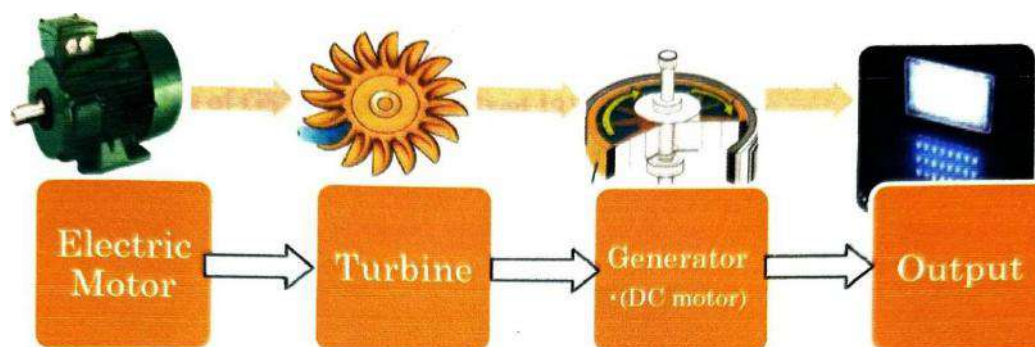 Electric
Motor
Turbine
Generator
•(DC motor)
Output